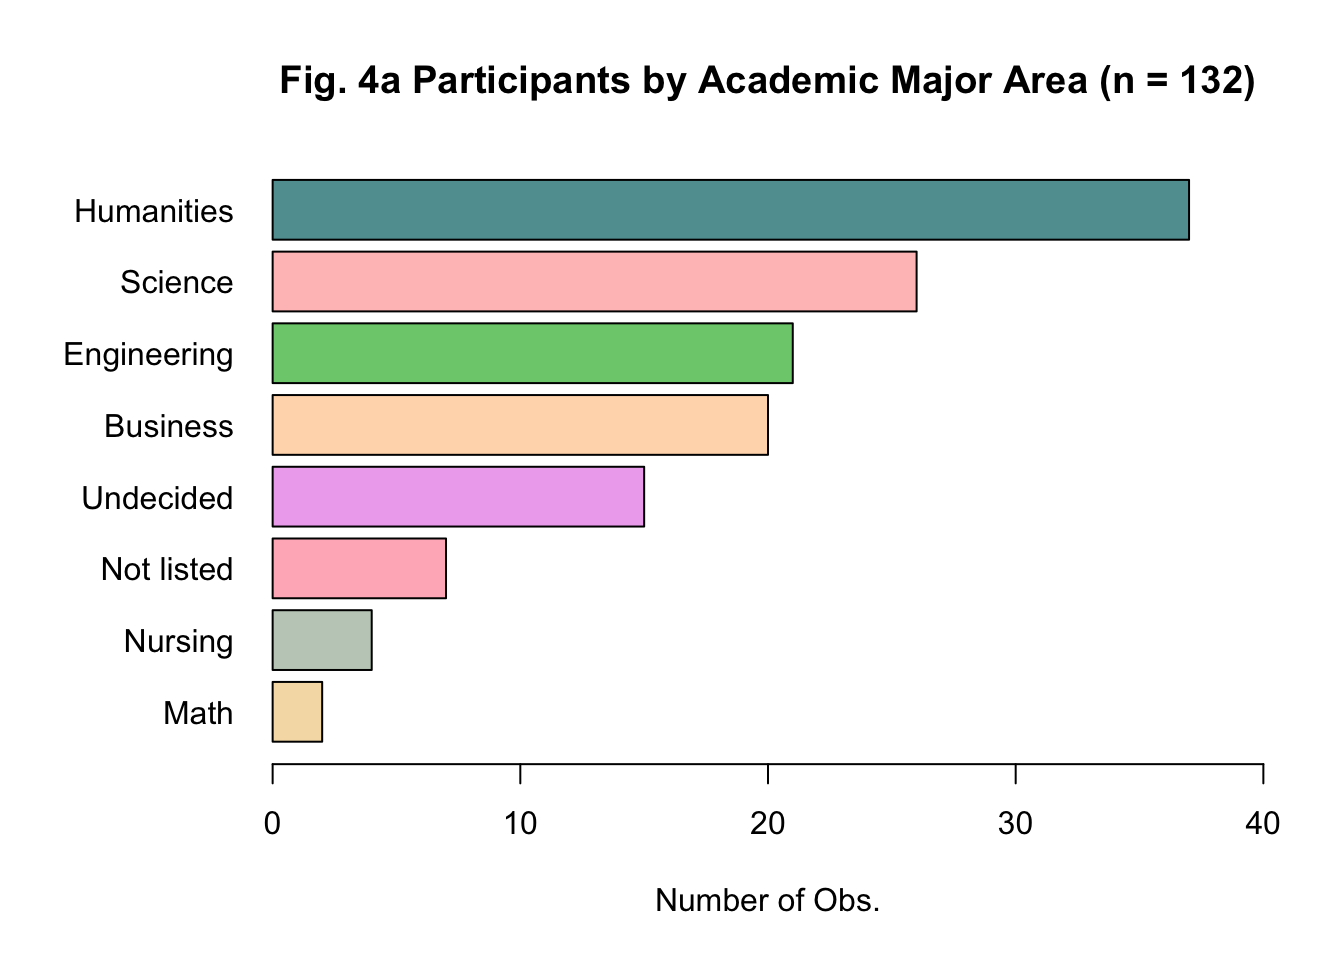 Fig. 4a Participants by Academic Major Area (n = 132)
Humanities
Science
Engineering
Business
Undecided
Not listed
Nursing
Math
0 10 20 30 40
Number of Obs.